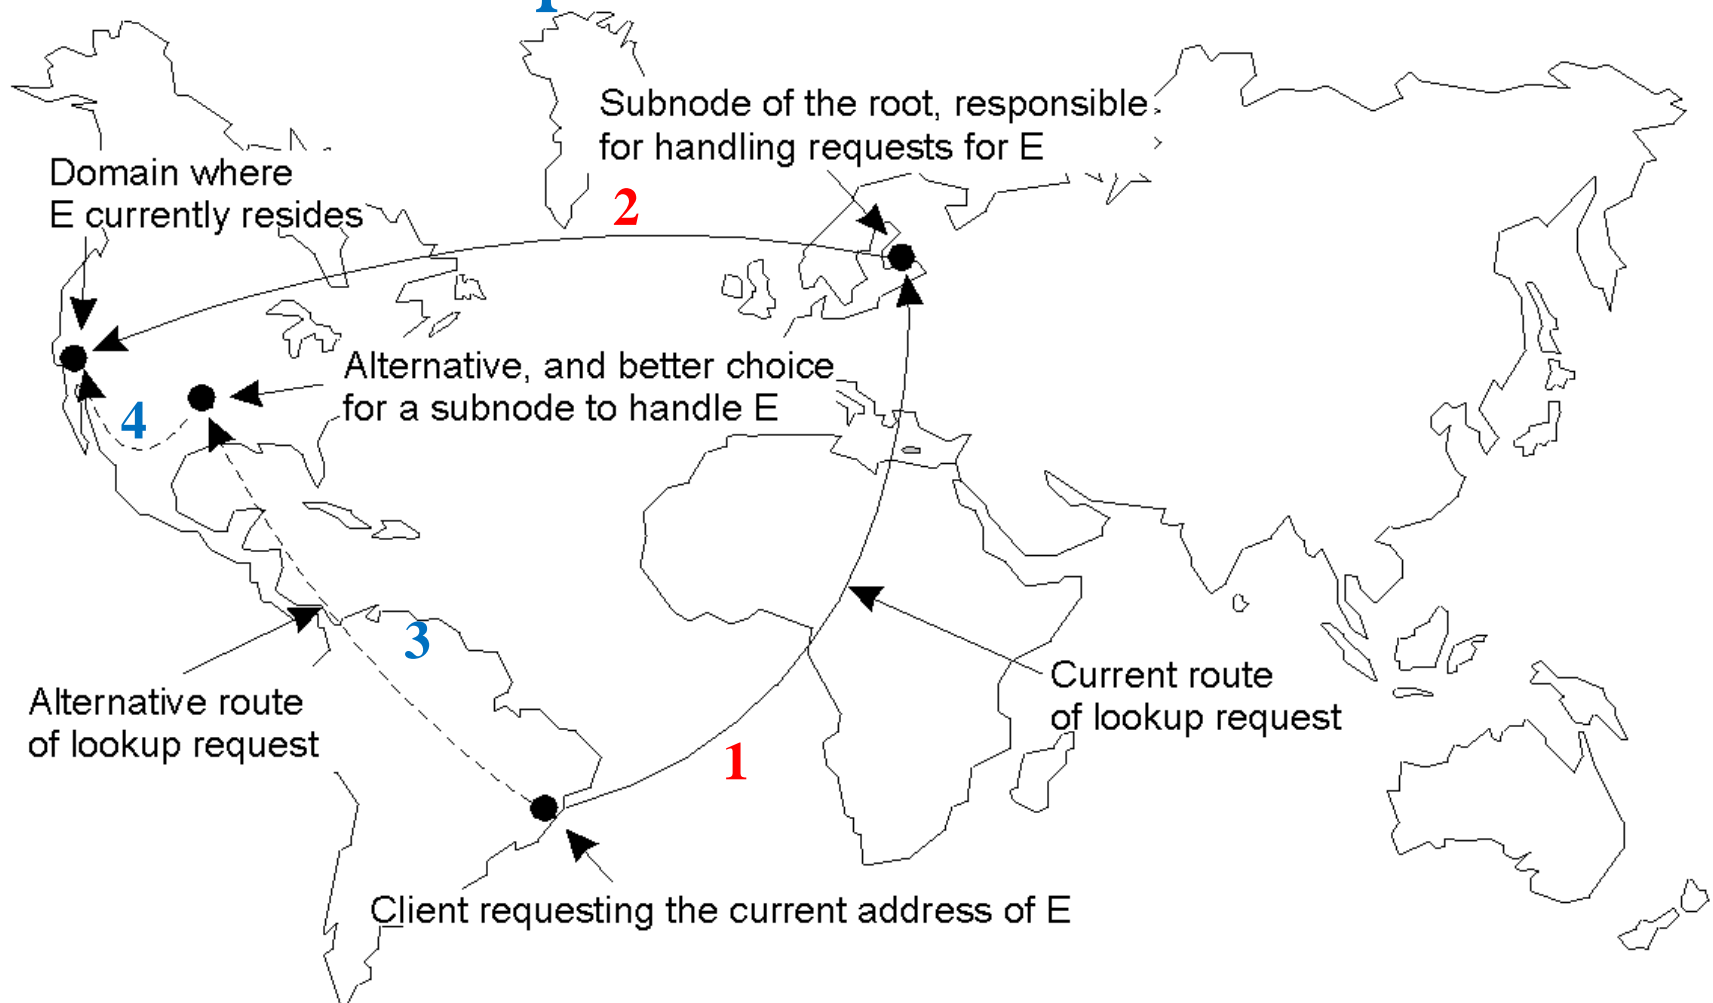 Subnode of the root, responsible
for handling requests for E
Domain where
E currently resides
2
Alternative, and better choice
for a subnode to handle E
4
3
Alternative route
of lookup request
Current route
of lookup request
1
Client requesting the current address of E